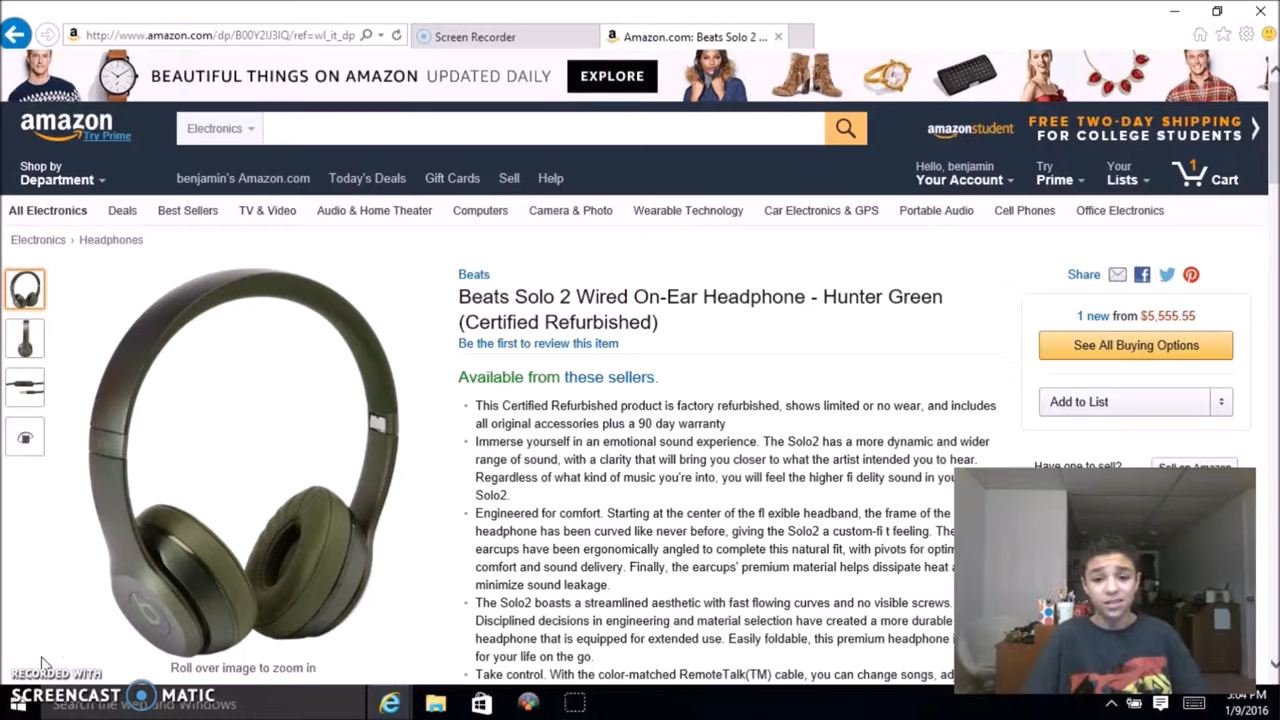 http://www.amazon.com/dp/B00Y2IJ3IQ/ref=wl_it_dp
Screen Recorder
Amazon.com: Beats Solo 2 ...
BEAUTIFUL THINGS ON AMAZON UPDATED DAILY
EXPLORE
amazon
Try Prime
Electronics
amazonstudent
FREE TWO-DAY SHIPPING
FOR COLLEGE STUDENTS
Shop by
Department
benjamin's Amazon.com
Today's Deals
Gift Cards
Sell
Help
Hello, benjamin
Your Account
Try
Prime
Your
Lists
1
Cart
All Electronics
Deals
Best Sellers
TV & Video
Audio & Home Theater
Computers
Camera & Photo
Wearable Technology
Car Electronics & GPS
Portable Audio
Cell Phones
Office Electronics
Electronics › Headphones
Beats
Beats Solo 2 Wired On-Ear Headphone - Hunter Green
(Certified Refurbished)
Be the first to review this item
Available from these sellers.
This Certified Refurbished product is factory refurbished, shows limited or no wear, and includes
all original accessories plus a 90 day warranty
Immerse yourself in an emotional sound experience. The Solo2 has a more dynamic and wider
range of sound, with a clarity that will bring you closer to what the artist intended you to hear.
Regardless of what kind of music you're into, you will feel the higher fi delity sound in
Solo2.
Engineered for comfort. Starting at the center of the fl exible headband, the frame of the
headphone has been curved like never before, giving the Solo2 a custom-fi t feeling. The
earcups have been ergonomically angled to complete this natural fit, with pivots for
comfort and sound delivery. Finally, the earcups' premium material helps dissipate heat
minimize sound leakage.
The Solo2 boasts a streamlined aesthetic with fast flowing curves and no visible screws.
Disciplined decisions in engineering and material selection have created a more durable
headphone that is equipped for extended use. Easily foldable, this premium headphone
for your life on the go.
Take control. With the color-matched RemoteTalk(TM) cable, you can change songs,
Share
1 new from $5,555.55
See All Buying Options
Add to List
Have one to sell?
Sell on Amazon
Roll over image to zoom in
RECORDED WITH
SCREENCAST MATIC
Search the web and Windows
5:04 PM
1/9/2016